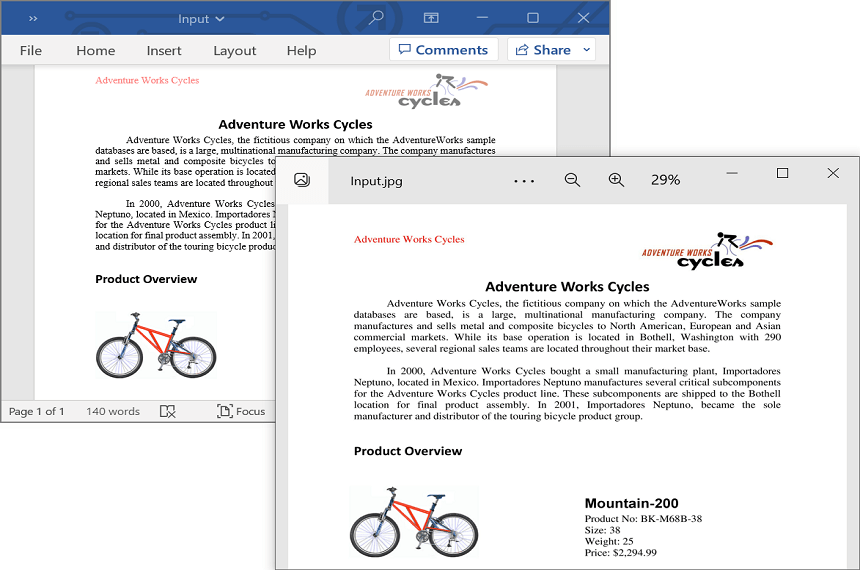 Input
File Home Insert Layout Help Comments Share
Adventure Works Cycles
ADVENTURE WORKS
cycles
Adventure Works Cycles
Adventure Works Cycles, the fictitious company on which the AdventureWorks sample
databases are based, is a large, multinational manufacturing company. The company manufactures
and sells metal and composite bicycles to
markets. While its base operation is located
regional sales teams are located throughout
In 2000, Adventure Works Cycles
Neptuno, located in Mexico. Importadores
for the Adventure Works Cycles product
location for final product assembly. In 2001,
and distributor of the touring bicycle
Product Overview
Page 1 of 1 140 words Focus
Input.jpg 29%
Adventure Works Cycles
ADVENTURE WORKS
cycles
Adventure Works Cycles
Adventure Works Cycles, the fictitious company on which the AdventureWorks sample
databases are based, is a large, multinational manufacturing company. The company
manufactures and sells metal and composite bicycles to North American, European and Asian
commercial markets. While its base operation is located in Bothell, Washington with 290
employees, several regional sales teams are located throughout their market base.
In 2000, Adventure Works Cycles bought a small manufacturing plant, Importadores
Neptuno, located in Mexico. Importadores Neptuno manufactures several critical subcomponents
for the Adventure Works Cycles product line. These subcomponents are shipped to the Bothell
location for final product assembly. In 2001, Importadores Neptuno, became the sole
manufacturer and distributor of the touring bicycle product group.
Product Overview
Mountain-200
Product No: BK-M68B-38
Size: 38
Weight: 25
Price: $2,294.99